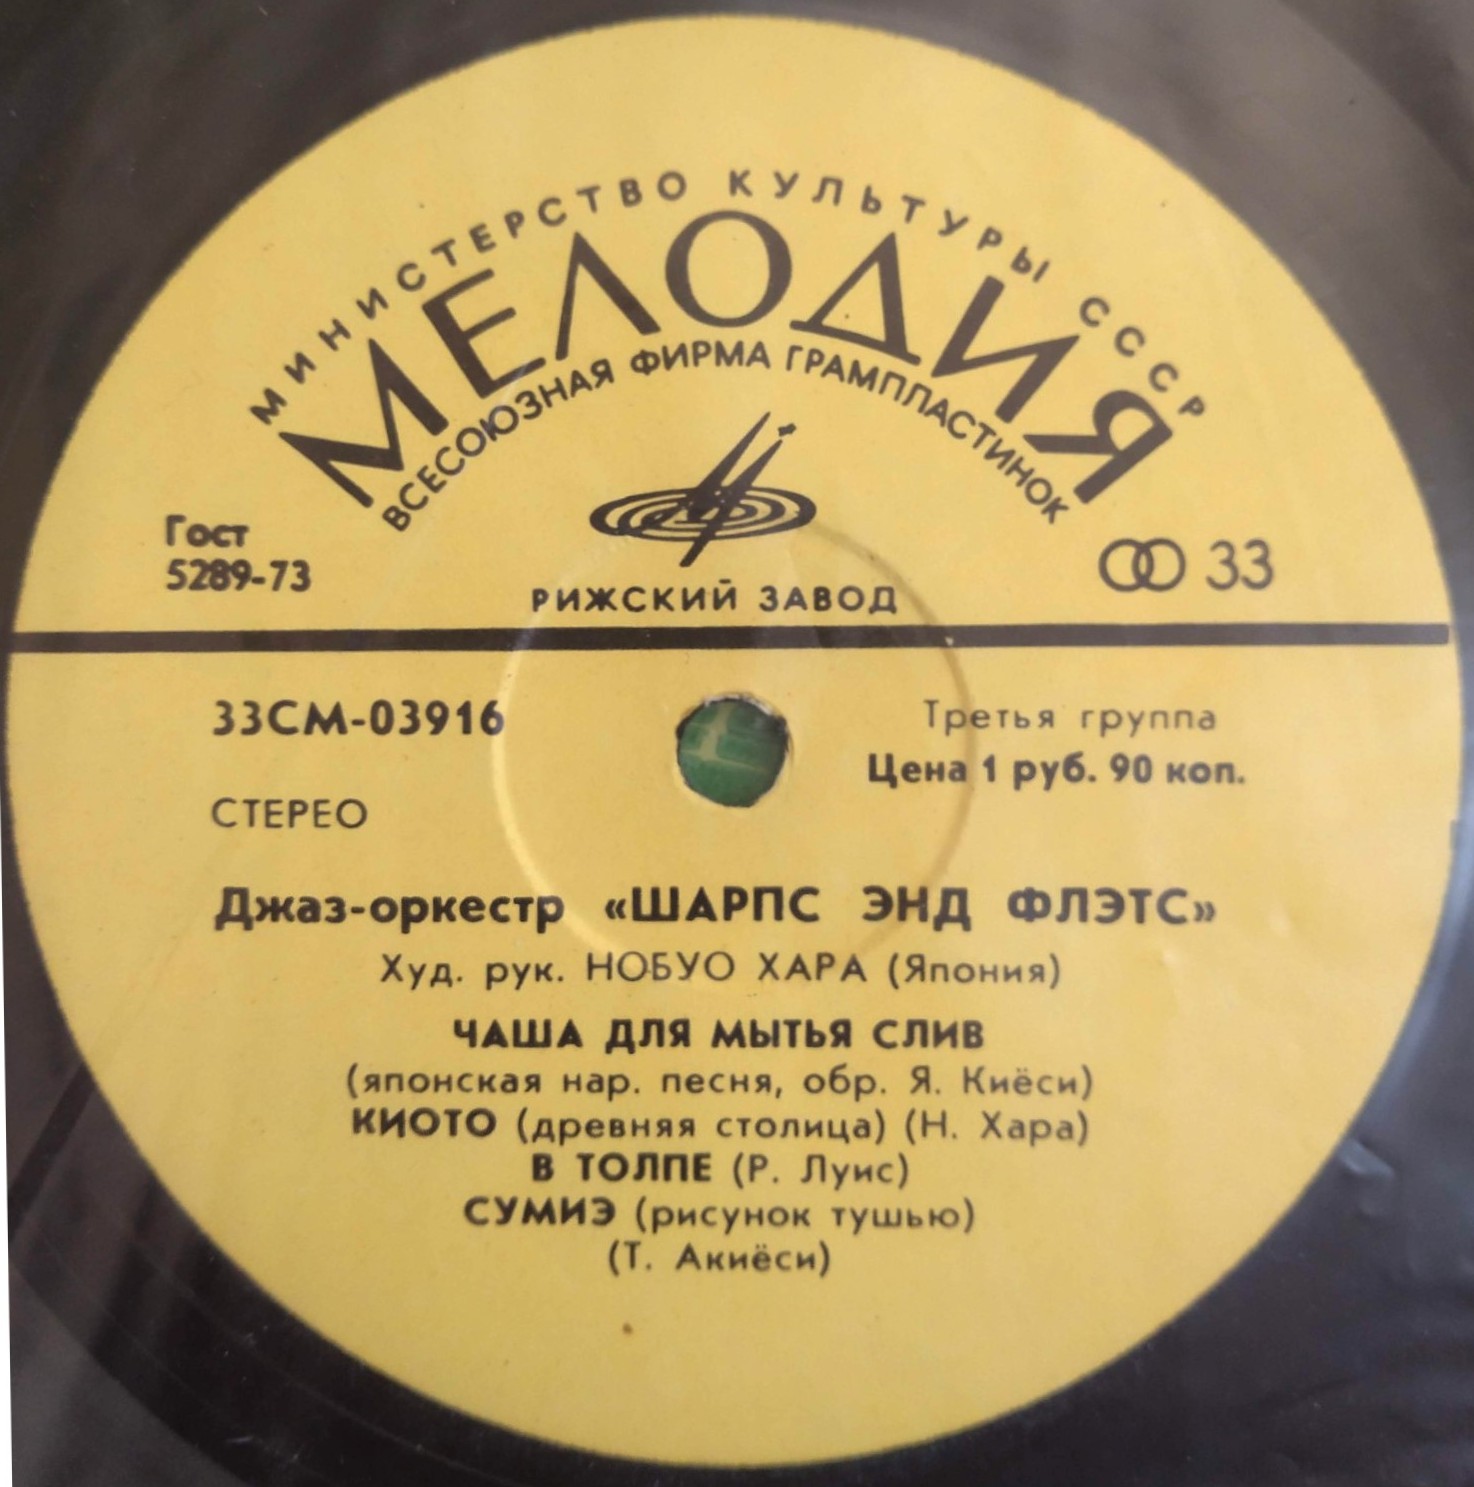 МИНИСТЕРСТВО КУЛЬТУРЫ СССР
МЕЛОДИЯ
ВСЕСОЮЗНАЯ ФИРМА ГРАМПЛАСТИНОК
Гост
5289-73
33
РИЖСКИЙ ЗАВОД
33СМ-03916
Третья группа
Цена 1 руб. 90 коп.
СТЕРЕО
Джаз-оркестр «ШАРПС ЭНД ФЛЭТС»
Худ. рук. НОБУО ХАРА (Япония)
ЧАША ДЛЯ МЫТЬЯ СЛИВ
(японская нар. песня, обр. Я. Киёси)
КИОТО (древняя столица) (Н. Хара)
В ТОЛПЕ (Р. Луис)
СУМИЭ (рисунок тушью)
(Т. Акиёси)